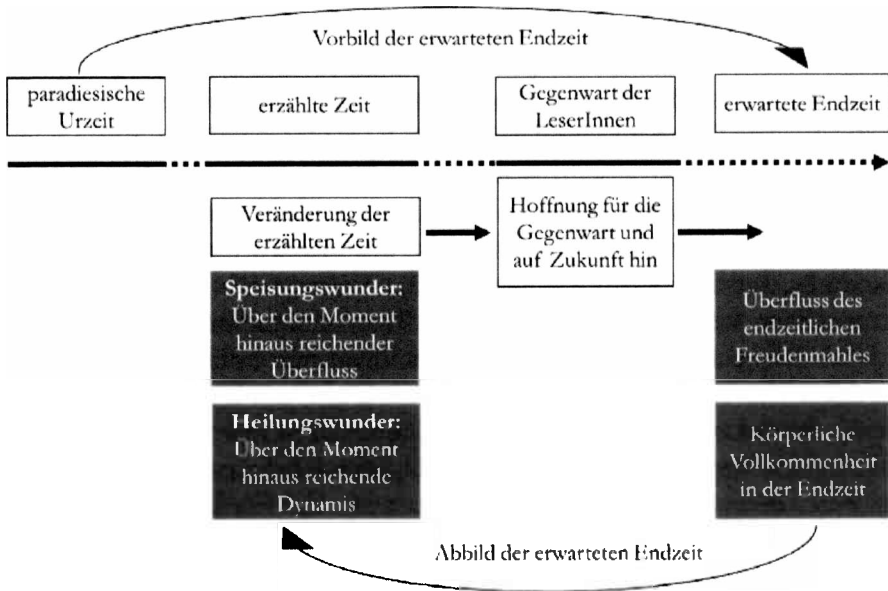 Vorbild der erwarteten Endzeit
paradiesische
Urzeit
erzählte Zeit
Gegenwart der
LeserInnen
erwartete Endzeit
Veränderung der
erzählten Zeit
Hoffnung für die
Gegenwart und
auf Zukunft hin
Speisungswunder:
Über den Moment
hinaus reichender
Überfluss
Überfluss des
endzeitlichen
Freudenmahles
Heilungswunder:
Über den Moment
hinaus reichende
Dynamis
Körperliche
Vollkommenheit
in der Endzeit
Abbild der erwarteten Endzeit